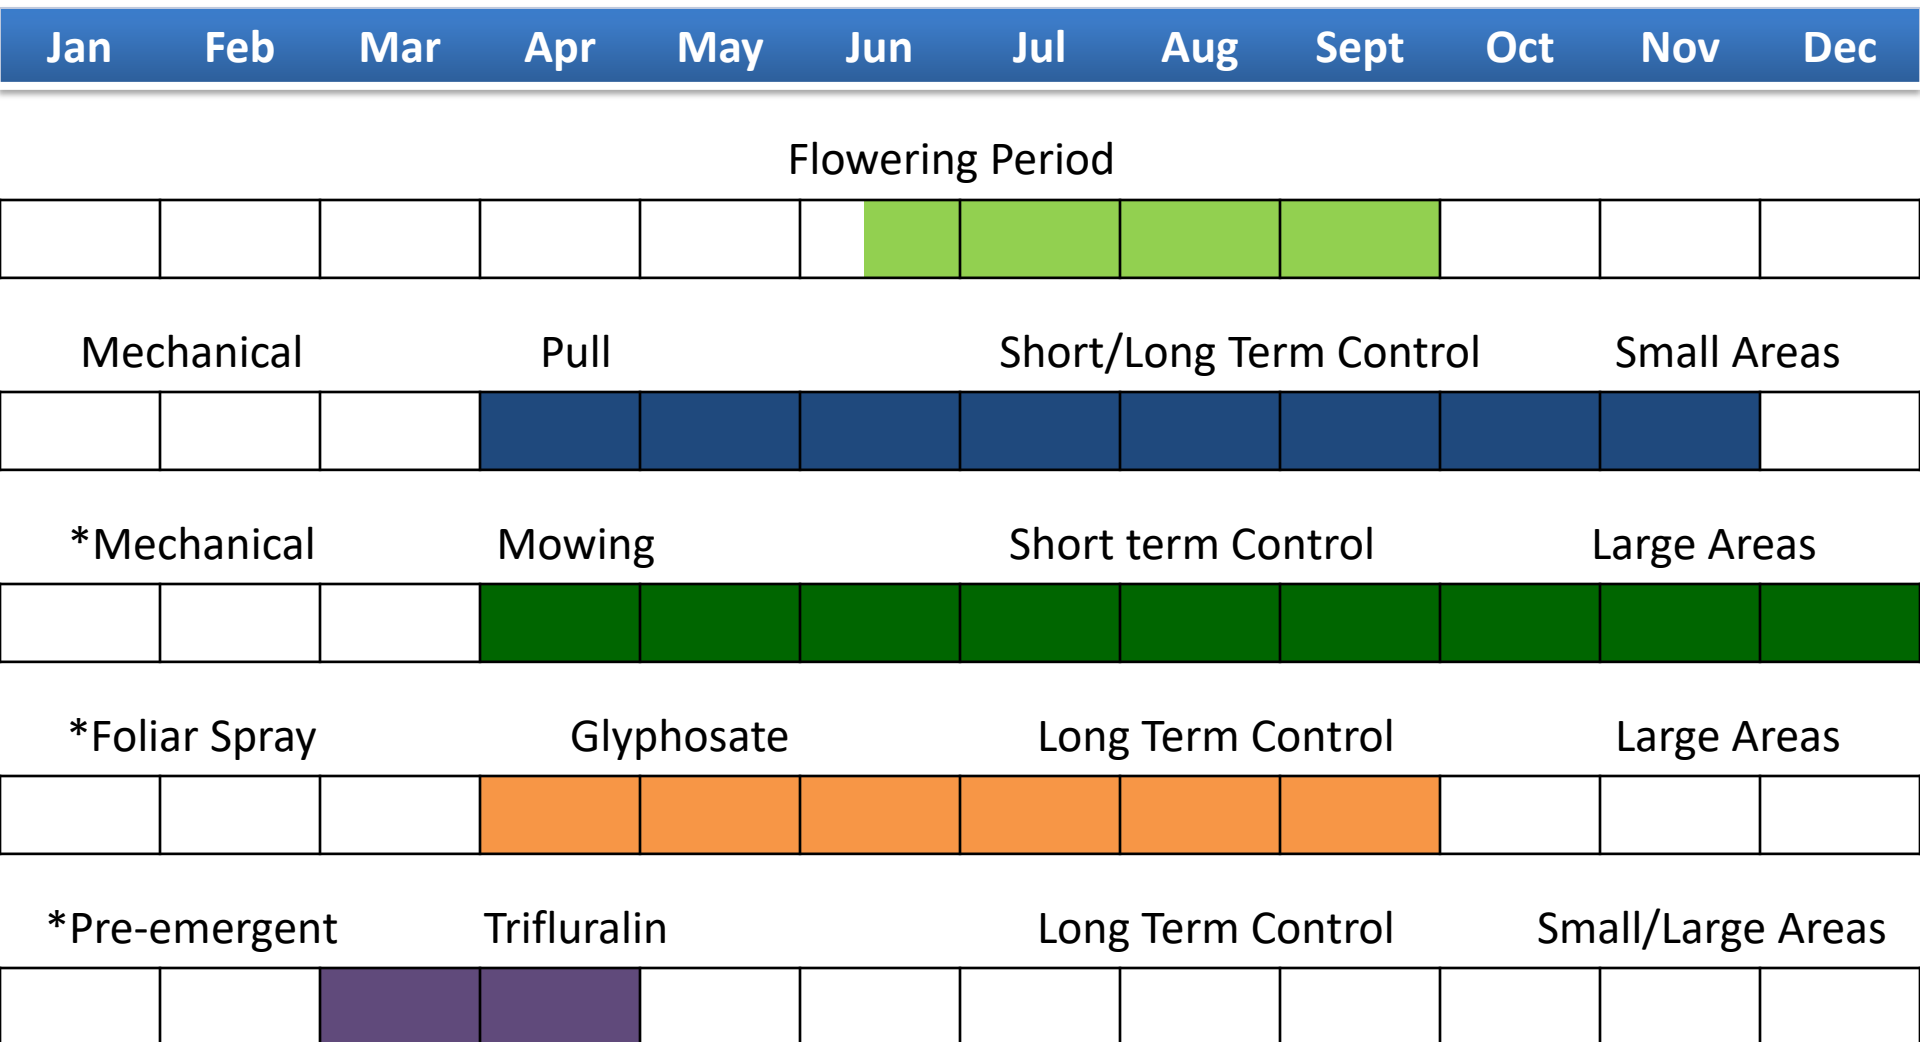 Jan Feb Mar Apr May Jun Jul Aug Sept Oct Nov Dec
Flowering Period
Mechanical Pull Short/Long Term Control Small Areas
*Mechanical Mowing Short term Control Large Areas
*Foliar Spray Glyphosate Long Term Control Large Areas
*Pre-emergent Trifluralin Long Term Control Small/Large Areas